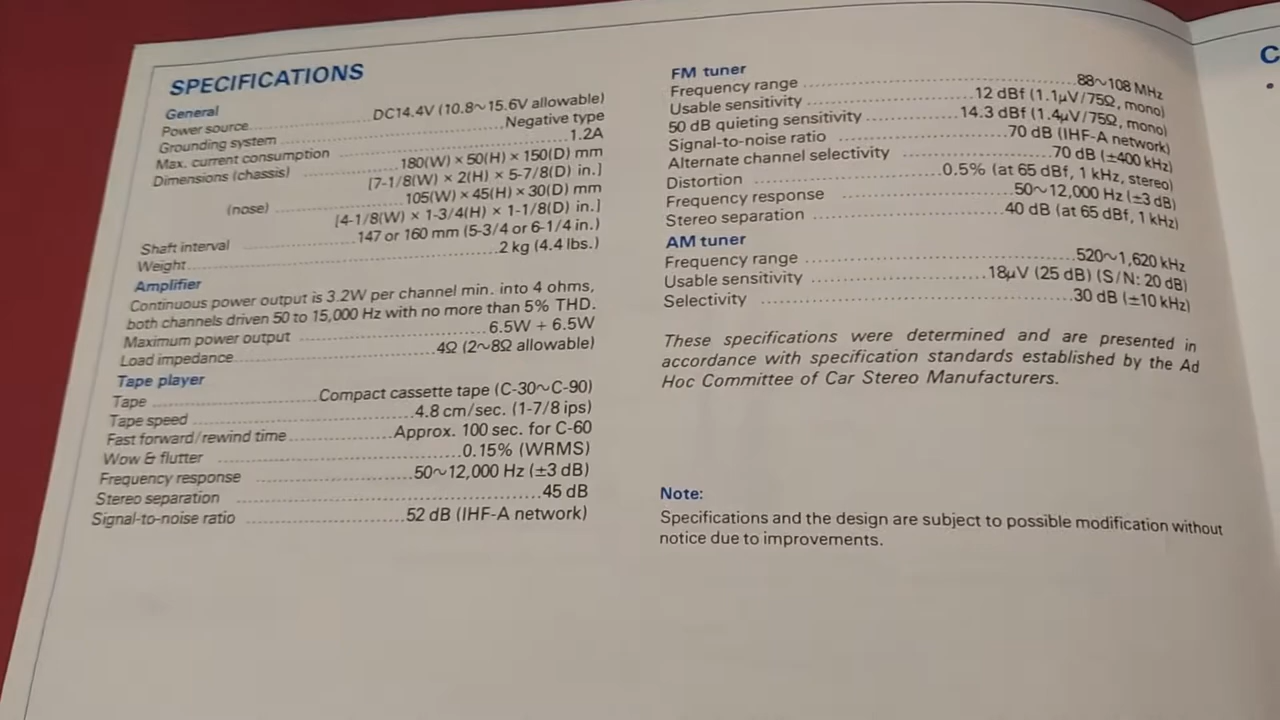 SPECIFICATIONS
General
Power source DC14.4V (10.8~15.6V allowable)
Grounding system Negative type
Max. current consumption 1.2A
Dimensions (chassis) 180(W) × 50(H) × 150(D) mm
[7-1/8(W) × 2(H) × 5-7/8(D) in.]
(nose) 105(W) × 45(H) × 30(D) mm
[4-1/8(W) × 1-3/4(H) × 1-1/8(D) in.]
Shaft interval 147 or 160 mm (5-3/4 or 6-1/4 in.)
Weight 2 kg (4.4 lbs.)
Amplifier
Continuous power output is 3.2W per channel min. into 4 ohms,
both channels driven 50 to 15,000 Hz with no more than 5% THD.
Maximum power output 6.5W + 6.5W
Load impedance 4Ω (2~8Ω allowable)
Tape player
Tape Compact cassette tape (C-30~C-90)
Tape speed 4.8 cm/sec. (1-7/8 ips)
Fast forward/rewind time Approx. 100 sec. for C-60
Wow & flutter 0.15% (WRMS)
Frequency response 50~12,000 Hz (±3 dB)
Stereo separation 45 dB
Signal-to-noise ratio 52 dB (IHF-A network)
FM tuner
Frequency range 88~108 MHz
Usable sensitivity 12 dBf (1.1μV/75Ω, mono)
50 dB quieting sensitivity 14.3 dBf (1.4μV/75Ω, mono)
Signal-to-noise ratio 70 dB (IHF-A network)
Alternate channel selectivity 70 dB (±400 kHz)
Distortion 0.5% (at 65 dBf, 1 kHz, stereo)
Frequency response 50~12,000 Hz (±3 dB)
Stereo separation 40 dB (at 65 dBf, 1 kHz)
AM tuner
Frequency range 520~1,620 kHz
Usable sensitivity 18μV (25 dB) (S/N: 20 dB)
Selectivity 30 dB (±10 kHz)
These specifications were determined and are presented in
accordance with specification standards established by the Ad
Hoc Committee of Car Stereo Manufacturers.
Note:
Specifications and the design are subject to possible modification without
notice due to improvements.
C